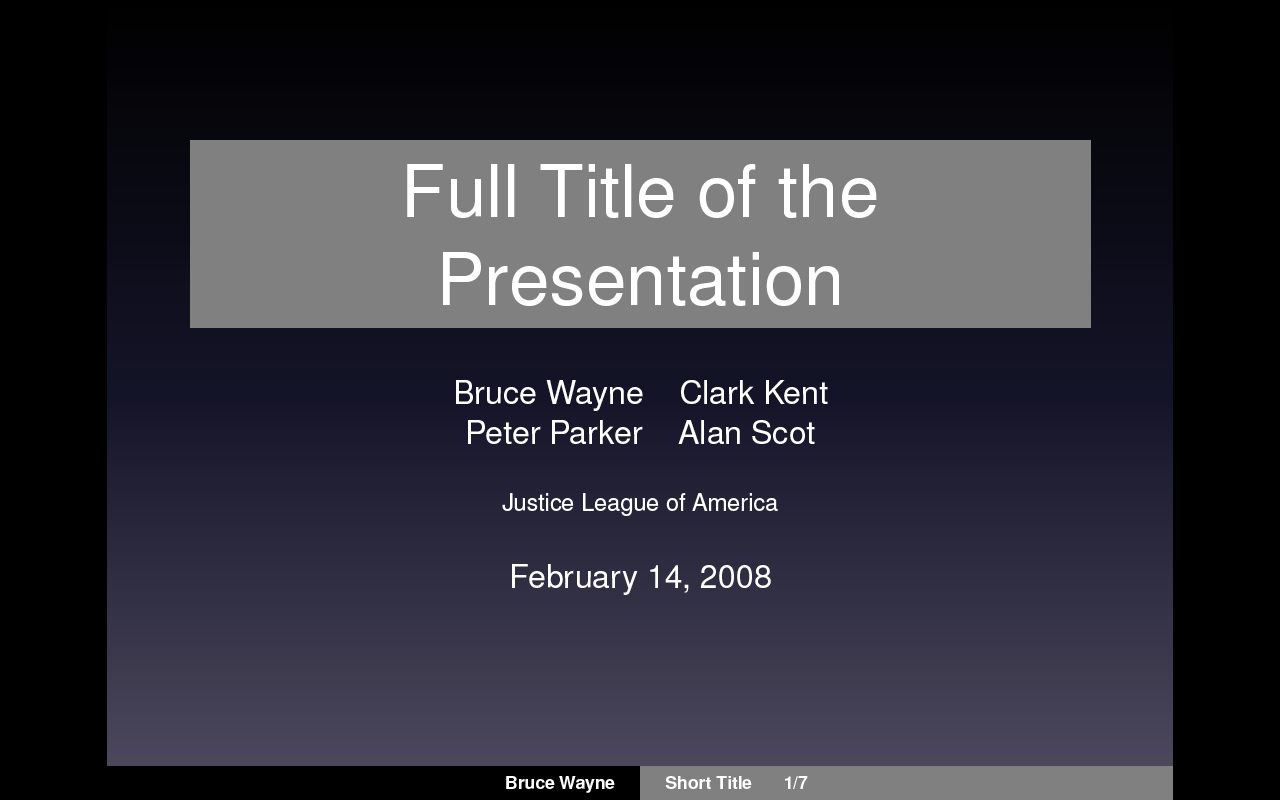 Full Title of the
Presentation
Bruce Wayne Clark Kent
Peter Parker Alan Scot
Justice League of America
February 14, 2008
Bruce Wayne Short Title 1/7